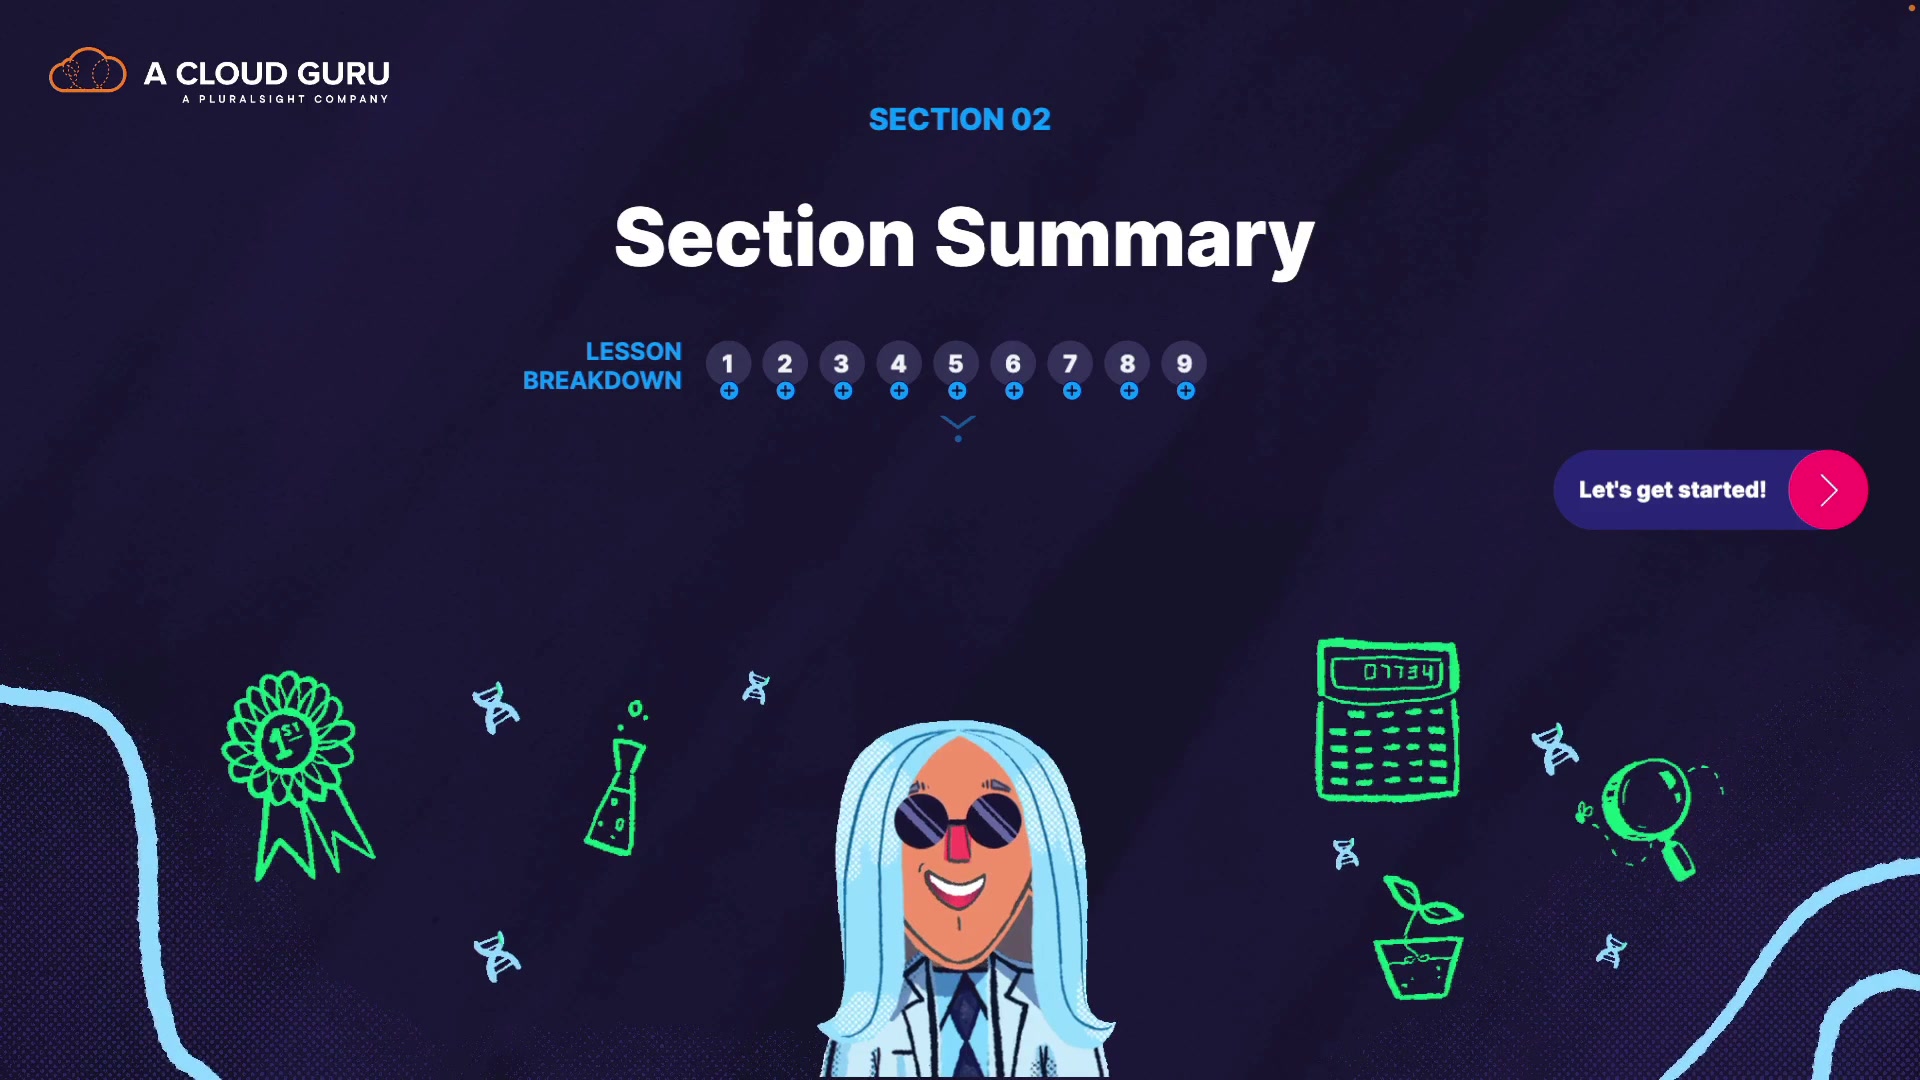 A CLOUD GURU
A PLURALSIGHT COMPANY
SECTION 02
Section Summary
LESSON
BREAKDOWN
1 2 3 4 5 6 7 8 9
Let's get started!
07734
1ST